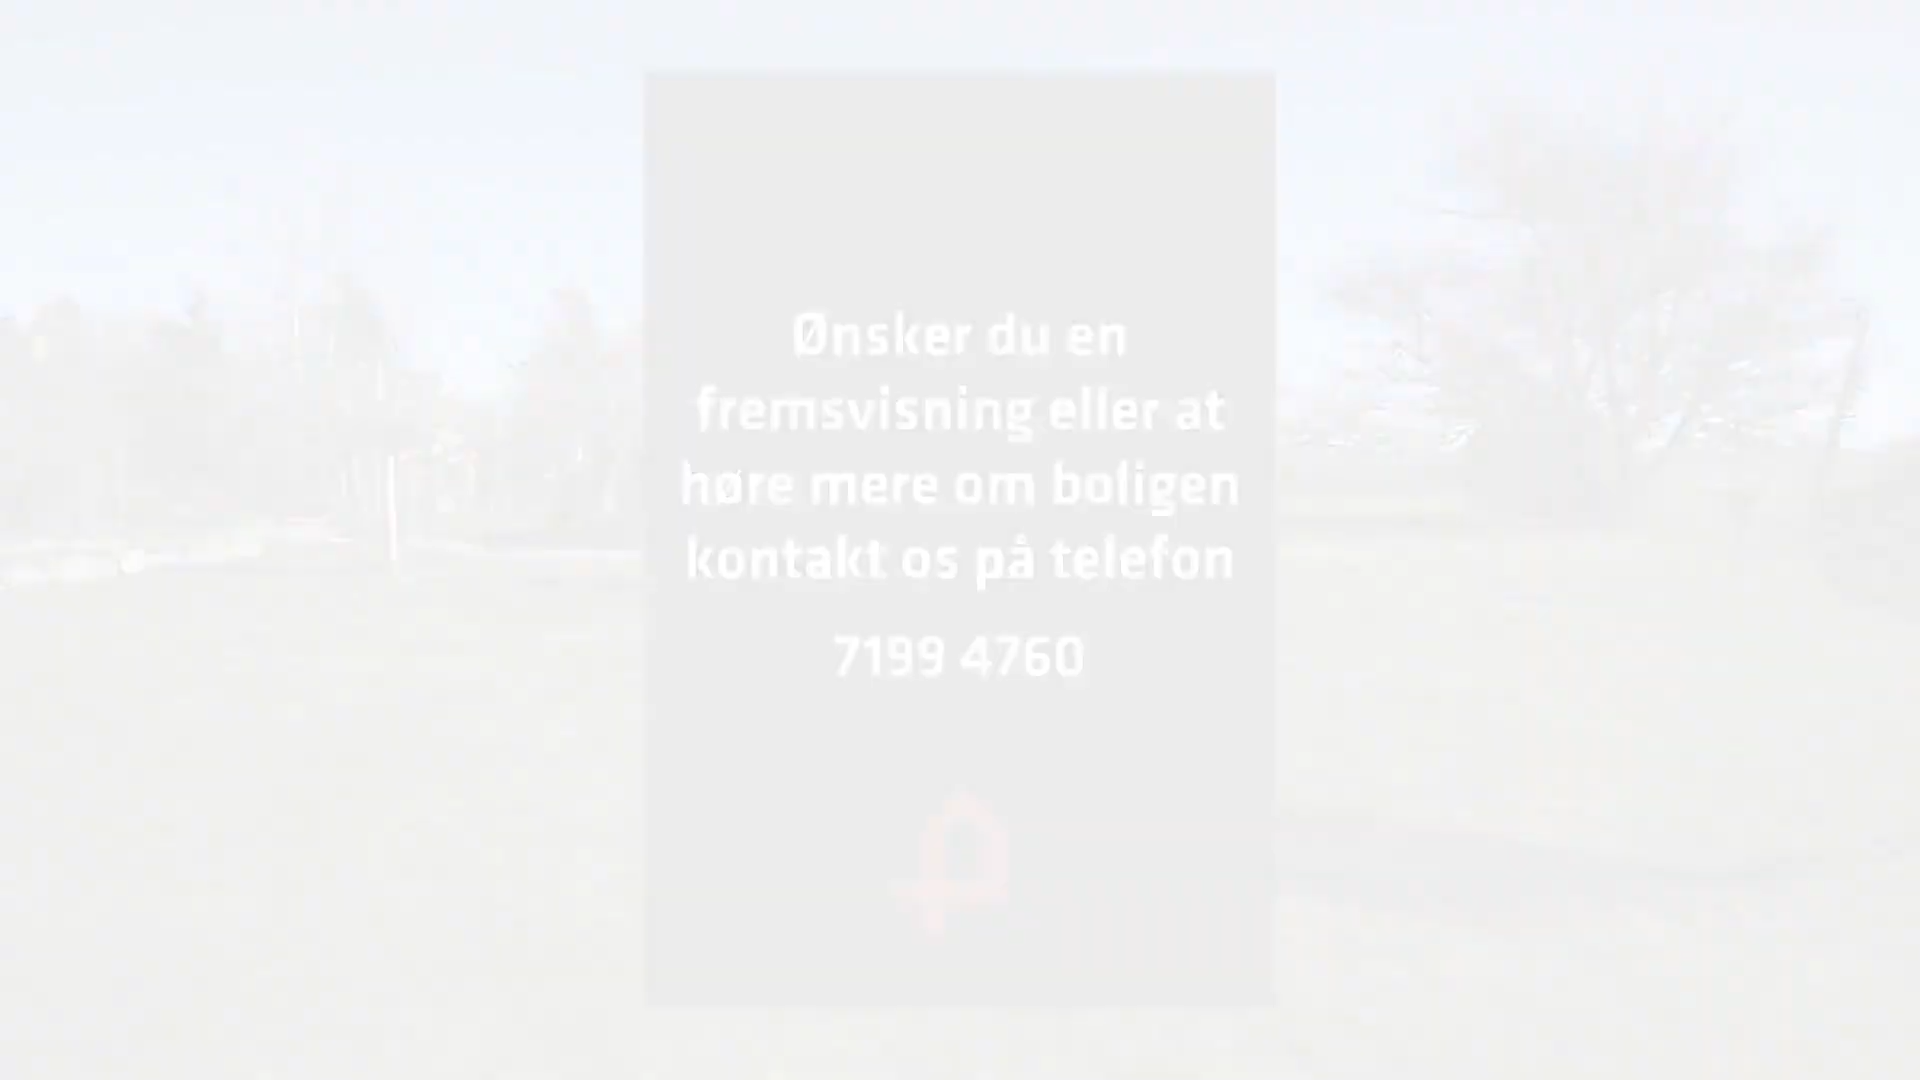 Ønsker du en
fremsvisning eller at
høre mere om boligen
kontakt os på telefon
7199 4760